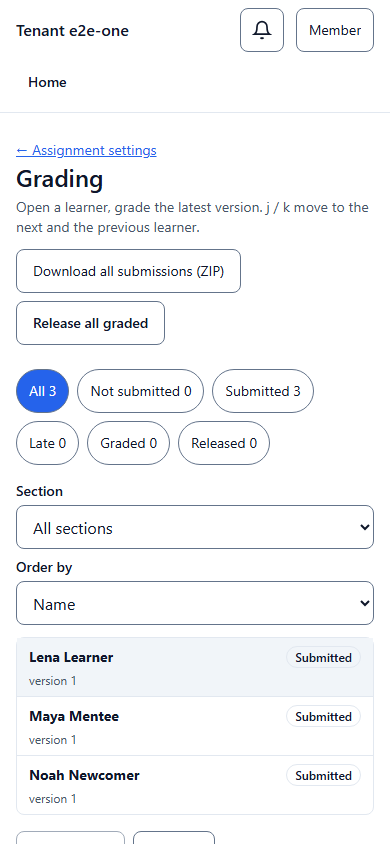 Tenant e2e-one
Member
Home
← Assignment settings
Grading
Open a learner, grade the latest version. j / k move to the
next and the previous learner.
Download all submissions (ZIP)
Release all graded
All 3
Not submitted 0
Submitted 3
Late 0
Graded 0
Released 0
Section
All sections
Order by
Name
Lena Learner
Submitted
version 1
Maya Mentee
Submitted
version 1
Noah Newcomer
Submitted
version 1